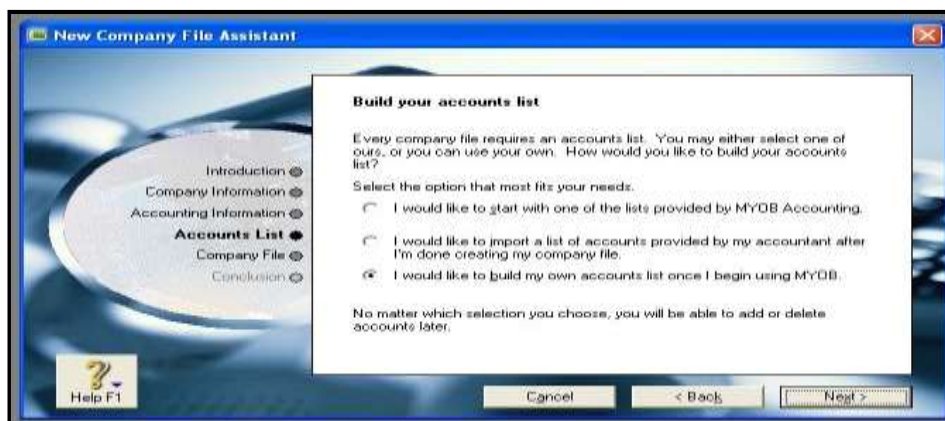 New Company File Assistant
Build your accounts list
Every company file requires an accounts list. You may either select one of
ours, or you can use your own. How would you like to build your accounts
list?
Select the option that most fits your needs.
I would like to start with one of the lists provided by MYOB Accounting.
I would like to import a list of accounts provided by my accountant after
I'm done creating my company file.
I would like to build my own accounts list once I begin using MYOB.
No matter which selection you choose, you will be able to add or delete
accounts later.
Introduction
Company Information
Accounting Information
Accounts List
Company File
Conclusion
Help F1
Cancel
< Back
Next >